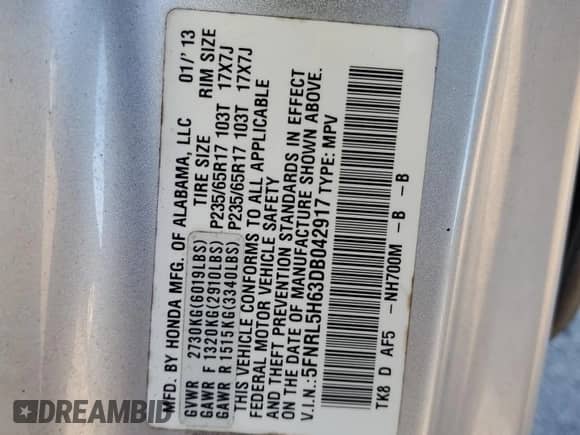 MFD. BY HONDA MFG. OF ALABAMA, LLC 01/'13
GVWR 2730KG(6019LBS) TIRE SIZE RIM SIZE
GAWR F 1320KG(2910LBS) P235/65R17 103T 17X7J
GAWR R 1515KG(3340LBS) P235/65R17 103T 17X7J
THIS VEHICLE CONFORMS TO ALL APPLICABLE
FEDERAL MOTOR VEHICLE SAFETY
AND THEFT PREVENTION STANDARDS IN EFFECT
ON THE DATE OF MANUFACTURE SHOWN ABOVE.
V.I.N.:5FNRL5H63DB042917 TYPE: MPV
TK8 D AF5 -NH700M -B -B
DREAMBID